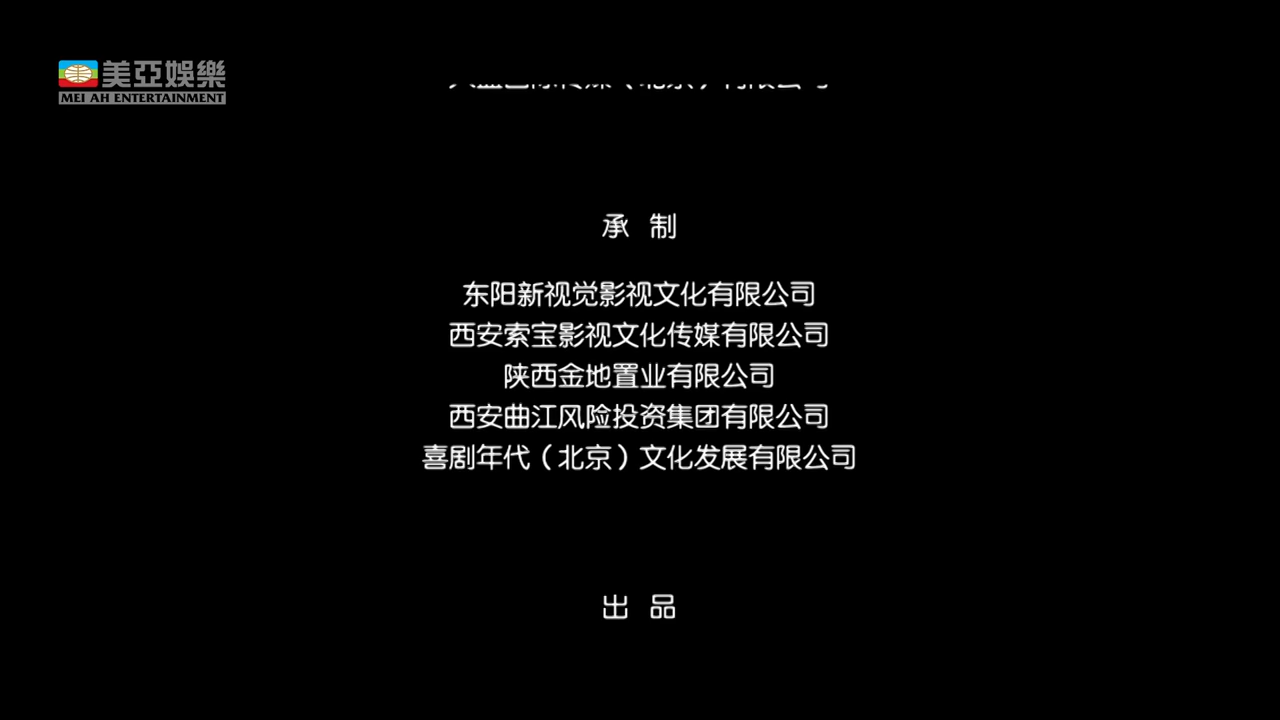 美亞娛樂
MEI AH ENTERTAINMENT
承 制
东阳新视觉影视文化有限公司
西安索宝影视文化传媒有限公司
陕西金地置业有限公司
西安曲江风险投资集团有限公司
喜剧年代（北京）文化发展有限公司
出 品